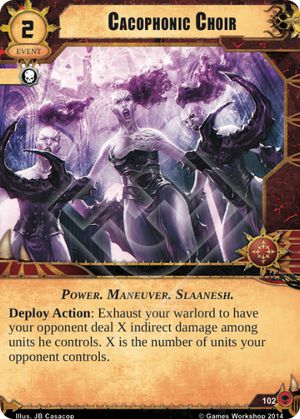 Cacophonic Choir
2
EVENT
Power. Maneuver. Slaanesh.
Deploy Action: Exhaust your warlord to have
your opponent deal X indirect damage among
units he controls. X is the number of units your
opponent controls.
102
Illus. JB Casacop © Games Workshop 2014